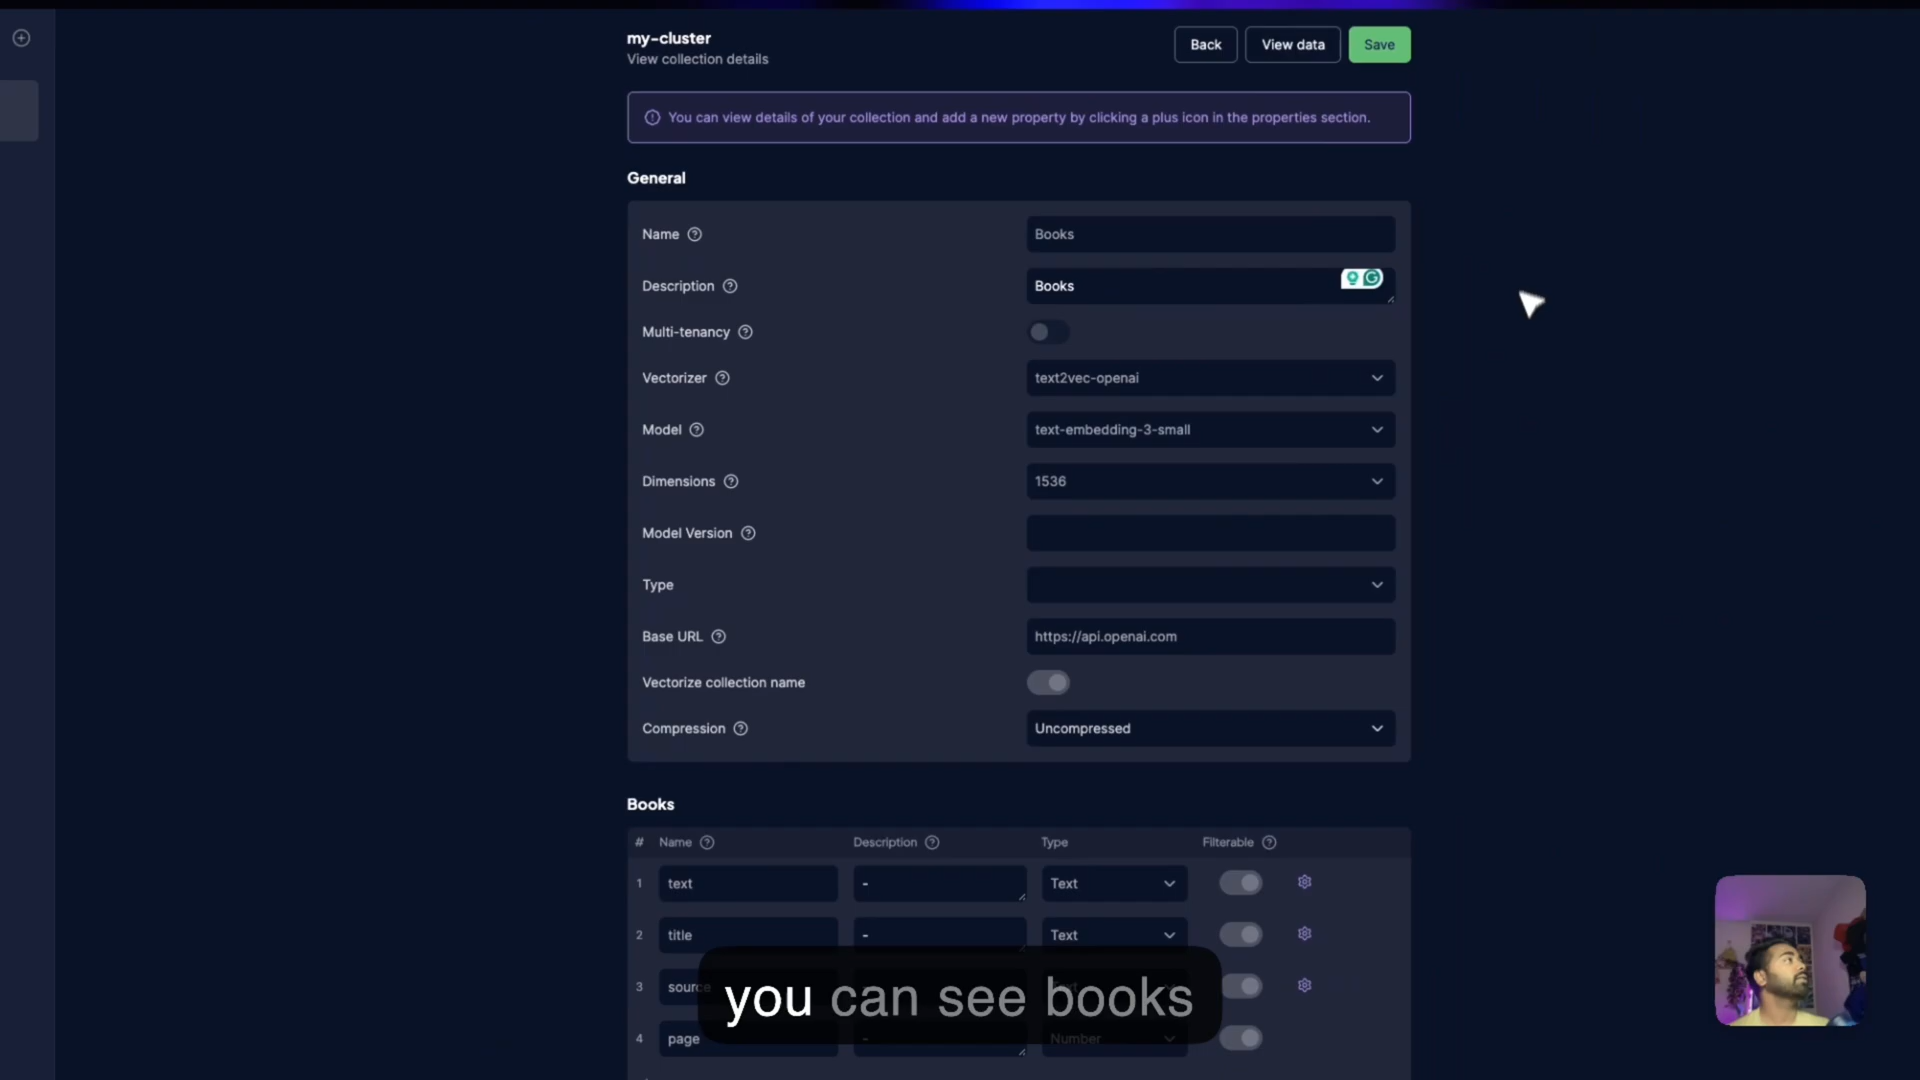 my-cluster
View collection details
Back
View data
Save
You can view details of your collection and add a new property by clicking a plus icon in the properties section.
General
Name
Books
Description
Books
Multi-tenancy
Vectorizer
text2vec-openai
Model
text-embedding-3-small
Dimensions
1536
Model Version
Type
Base URL
https://api.openai.com
Vectorize collection name
Compression
Uncompressed
Books
# Name Description Type Filterable
1 text - Text
2 title - Text
3 source Text
4 page - Number
you can see books